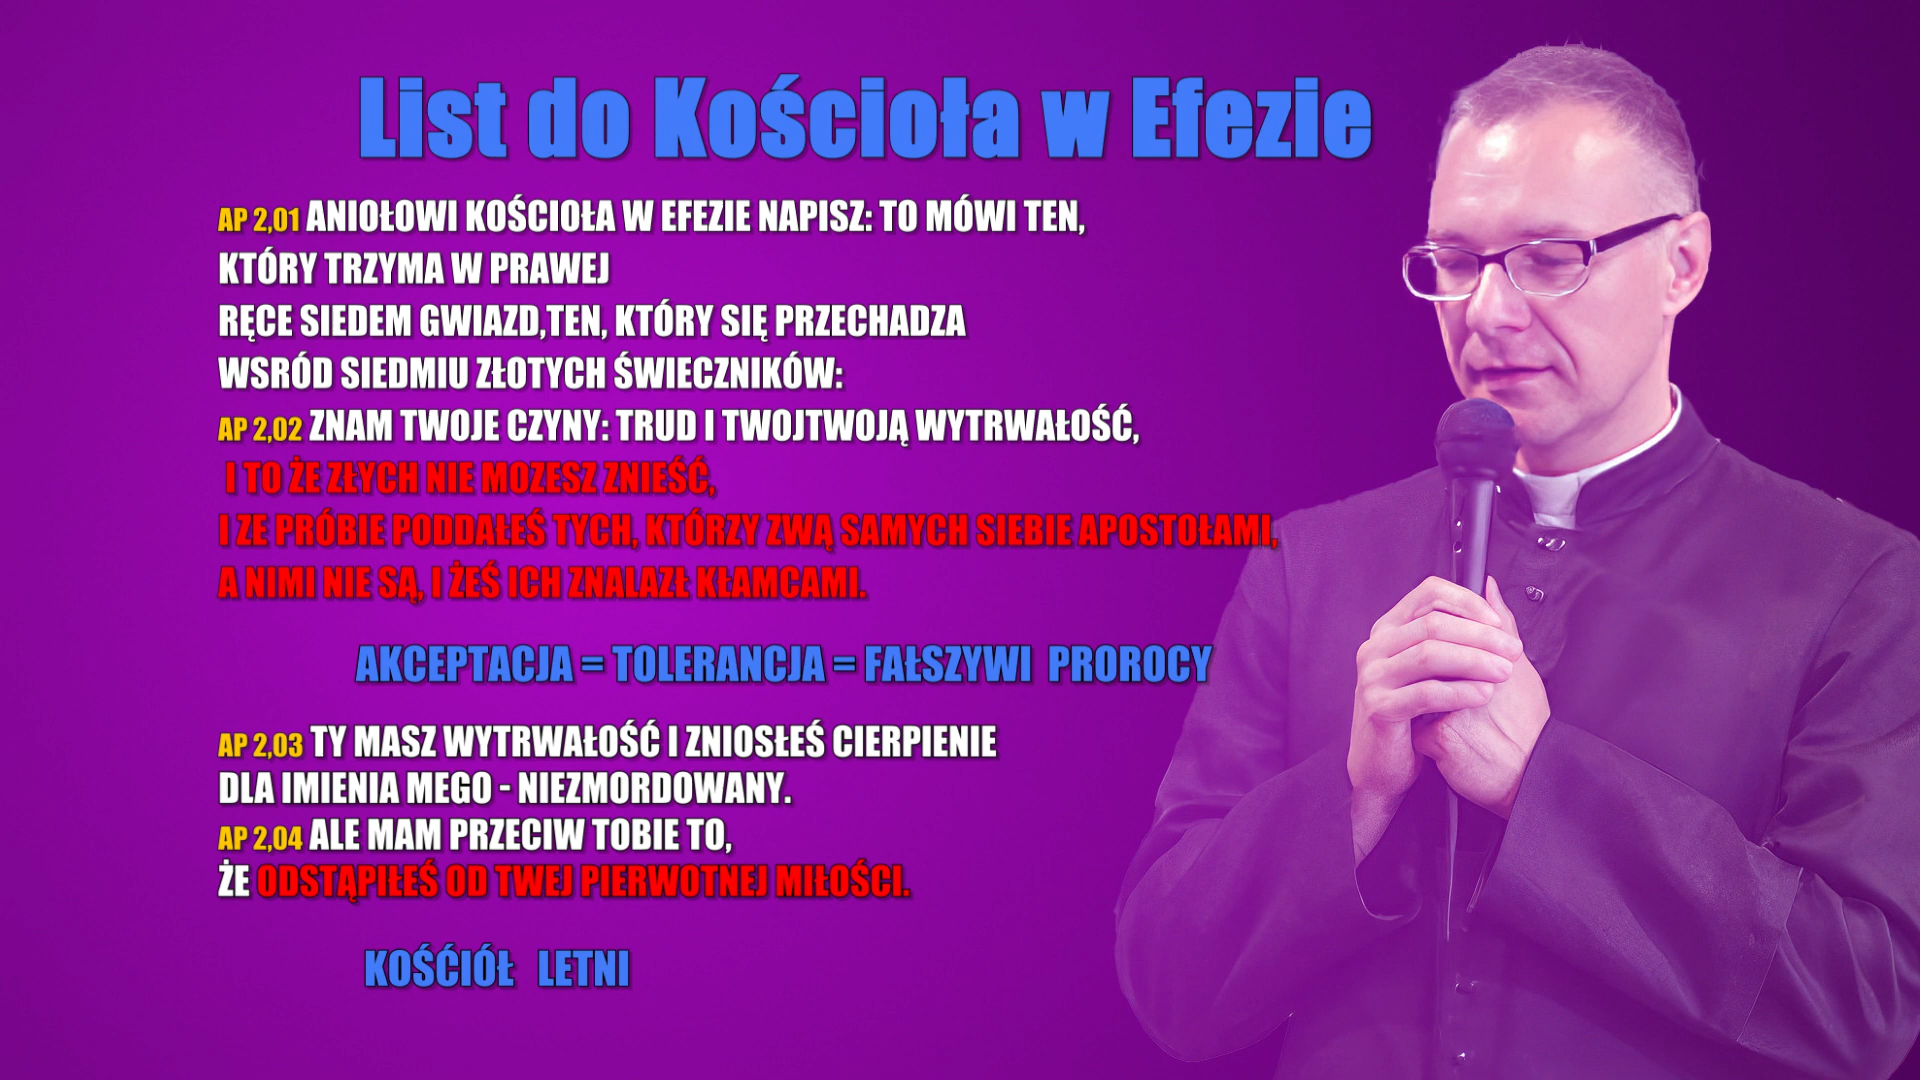 List do Kościoła w Efezie
AP 2,01 ANIOŁOWI KOŚCIOŁA W EFEZIE NAPISZ: TO MÓWI TEN,
KTÓRY TRZYMA W PRAWEJ
RĘCE SIEDEM GWIAZD,TEN, KTÓRY SIĘ PRZECHADZA
WSRÓD SIEDMIU ZŁOTYCH ŚWIECZNIKÓW:
AP 2,02 ZNAM TWOJE CZYNY: TRUD I TWOJTWOJĄ WYTRWAŁOŚĆ,
I TO ŻE ZŁYCH NIE MOZESZ ZNIEŚĆ,
I ZE PRÓBIE PODDAŁEŚ TYCH, KTÓRZY ZWĄ SAMYCH SIEBIE APOSTOŁAMI,
A NIMI NIE SĄ, I ŻEŚ ICH ZNALAZŁ KŁAMCAMI.
AKCEPTACJA = TOLERANCJA = FAŁSZYWI PROROCY
AP 2,03 TY MASZ WYTRWAŁOŚĆ I ZNIOSŁEŚ CIERPIENIE
DLA IMIENIA MEGO - NIEZMORDOWANY.
AP 2,04 ALE MAM PRZECIW TOBIE TO,
ŻE ODSTĄPIŁEŚ OD TWEJ PIERWOTNEJ MIŁOŚCI.
KOŚĆIÓŁ LETNI